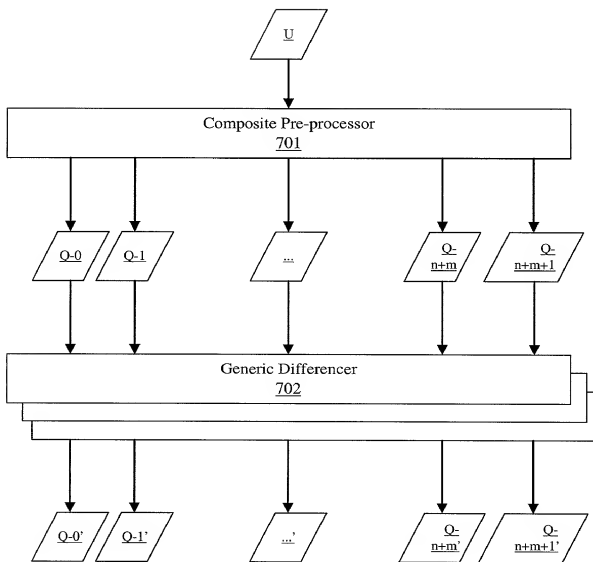 U
Composite Pre-processor
701
Q-0
Q-1
...
Q-
n+m
Q-
n+m+1
Generic Differencer
702
Q-0'
Q-1'
...'
Q-
n+m'
Q-
n+m+1'